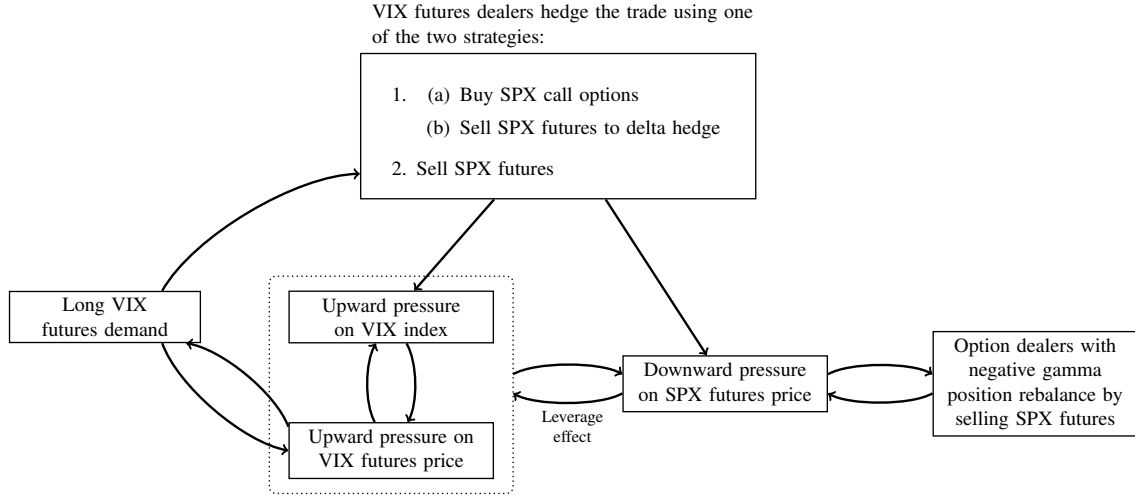 VIX futures dealers hedge the trade using one
of the two strategies:
1. (a) Buy SPX call options
(b) Sell SPX futures to delta hedge
2. Sell SPX futures
Long VIX
futures demand
Upward pressure
on VIX index
Upward pressure on
VIX futures price
Leverage
effect
Downward pressure
on SPX futures price
Option dealers with
negative gamma
position rebalance by
selling SPX futures